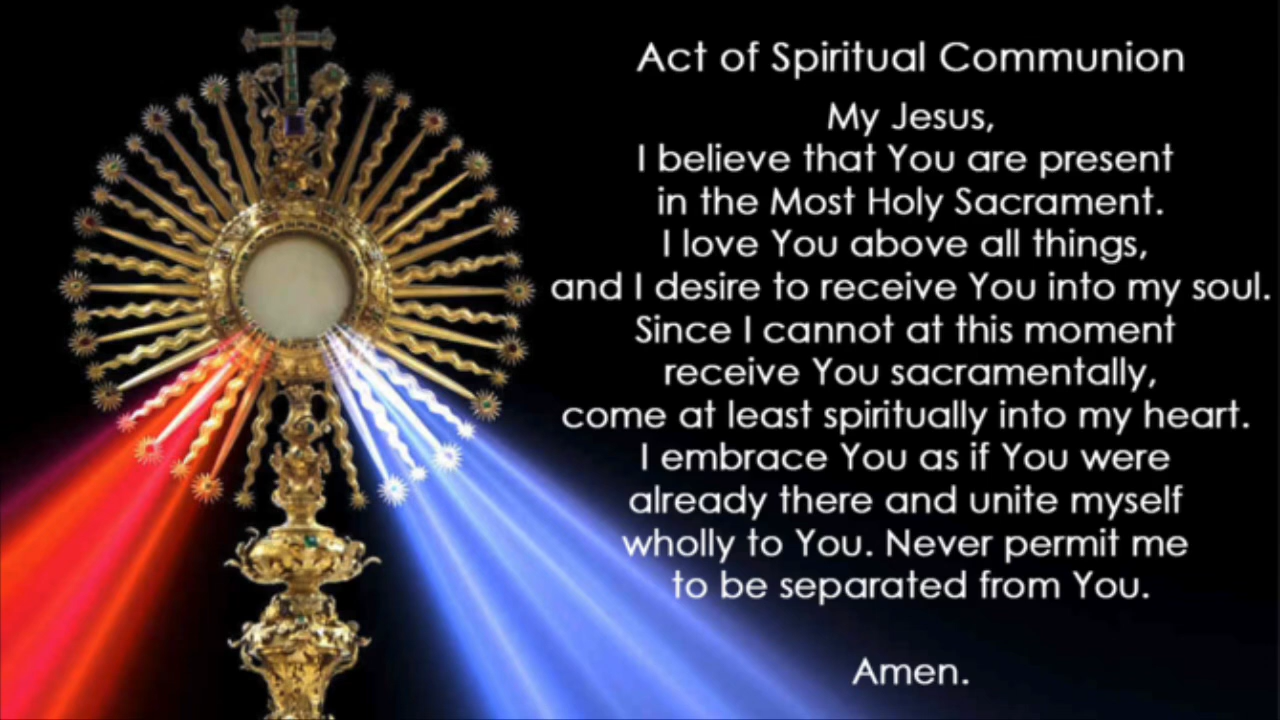 Act of Spiritual Communion
My Jesus,
I believe that You are present
in the Most Holy Sacrament.
I love You above all things,
and I desire to receive You into my soul.
Since I cannot at this moment
receive You sacramentally,
come at least spiritually into my heart.
I embrace You as if You were
already there and unite myself
wholly to You. Never permit me
to be separated from You.
Amen.